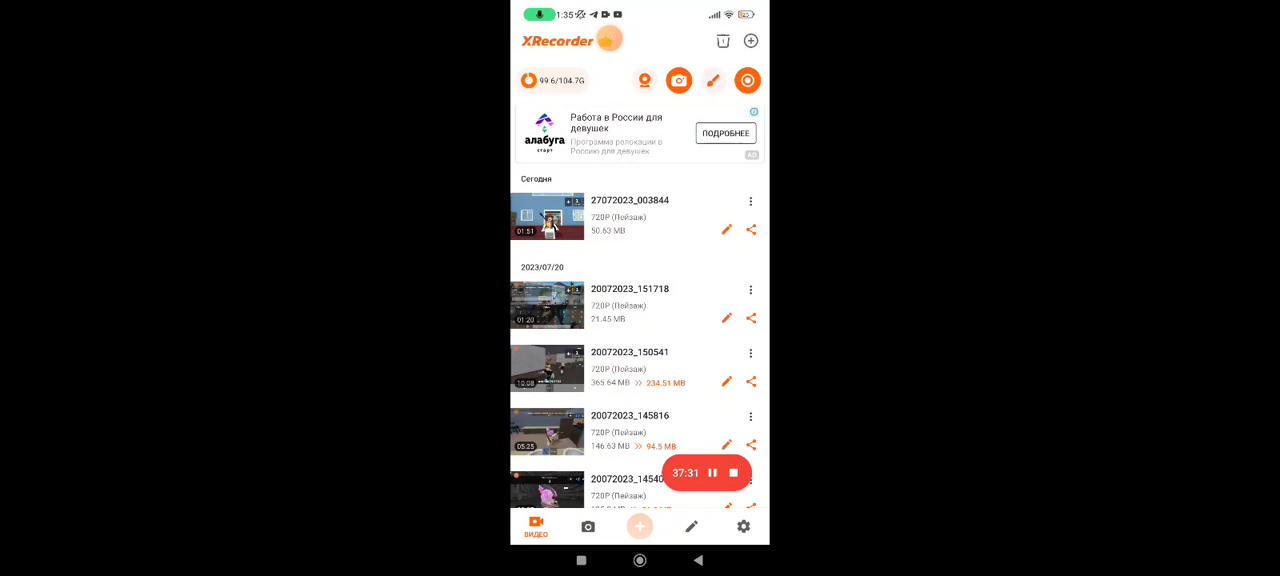 1:35
XRecorder
99.6/104.7G
Работа в России для
девушек
Программа релокации в
Россию для девушек
ПОДРОБНЕЕ
алабуга
старт
AD
Сегодня
27072023_003844
720P (Пейзаж)
50.63 MB
01:51
2023/07/20
20072023_151718
720P (Пейзаж)
21.45 MB
01:20
20072023_150541
720P (Пейзаж)
365.64 MB >> 234.51 MB
10:08
20072023_145816
720P (Пейзаж)
146.63 MB >> 94.5 MB
05:25
20072023_14540
720P (Пейзаж)
37:31
ВИДЕО